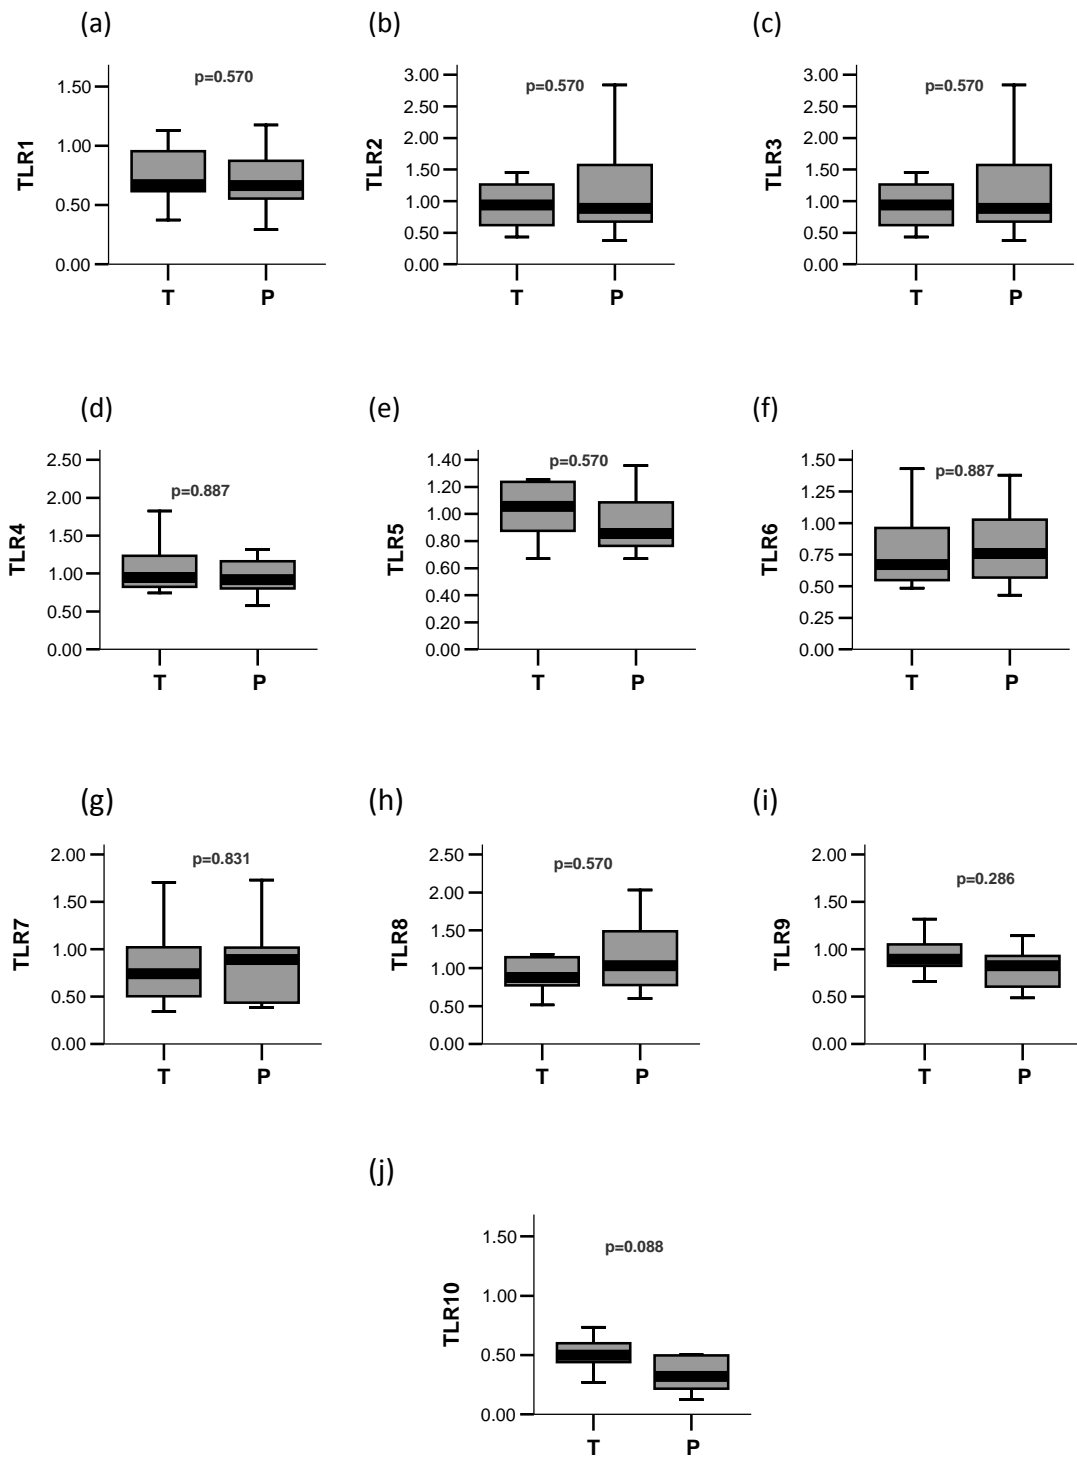 (a)
p=0.570
1.50
1.00
0.50
0.00
TLR1
T P
(b)
p=0.570
3.00
2.50
2.00
1.50
1.00
0.50
0.00
TLR2
T P
(c)
p=0.570
3.00
2.50
2.00
1.50
1.00
0.50
0.00
TLR3
T P
(d)
p=0.887
2.50
2.00
1.50
1.00
0.50
0.00
TLR4
T P
(e)
p=0.570
1.40
1.20
1.00
0.80
0.60
0.40
0.20
0.00
TLR5
T P
(f)
p=0.887
1.50
1.25
1.00
0.75
0.50
0.25
0.00
TLR6
T P
(g)
p=0.831
2.00
1.50
1.00
0.50
0.00
TLR7
T P
(h)
p=0.570
2.50
2.00
1.50
1.00
0.50
0.00
TLR8
T P
(i)
p=0.286
2.00
1.50
1.00
0.50
0.00
TLR9
T P
(j)
p=0.088
1.50
1.00
0.50
0.00
TLR10
T P